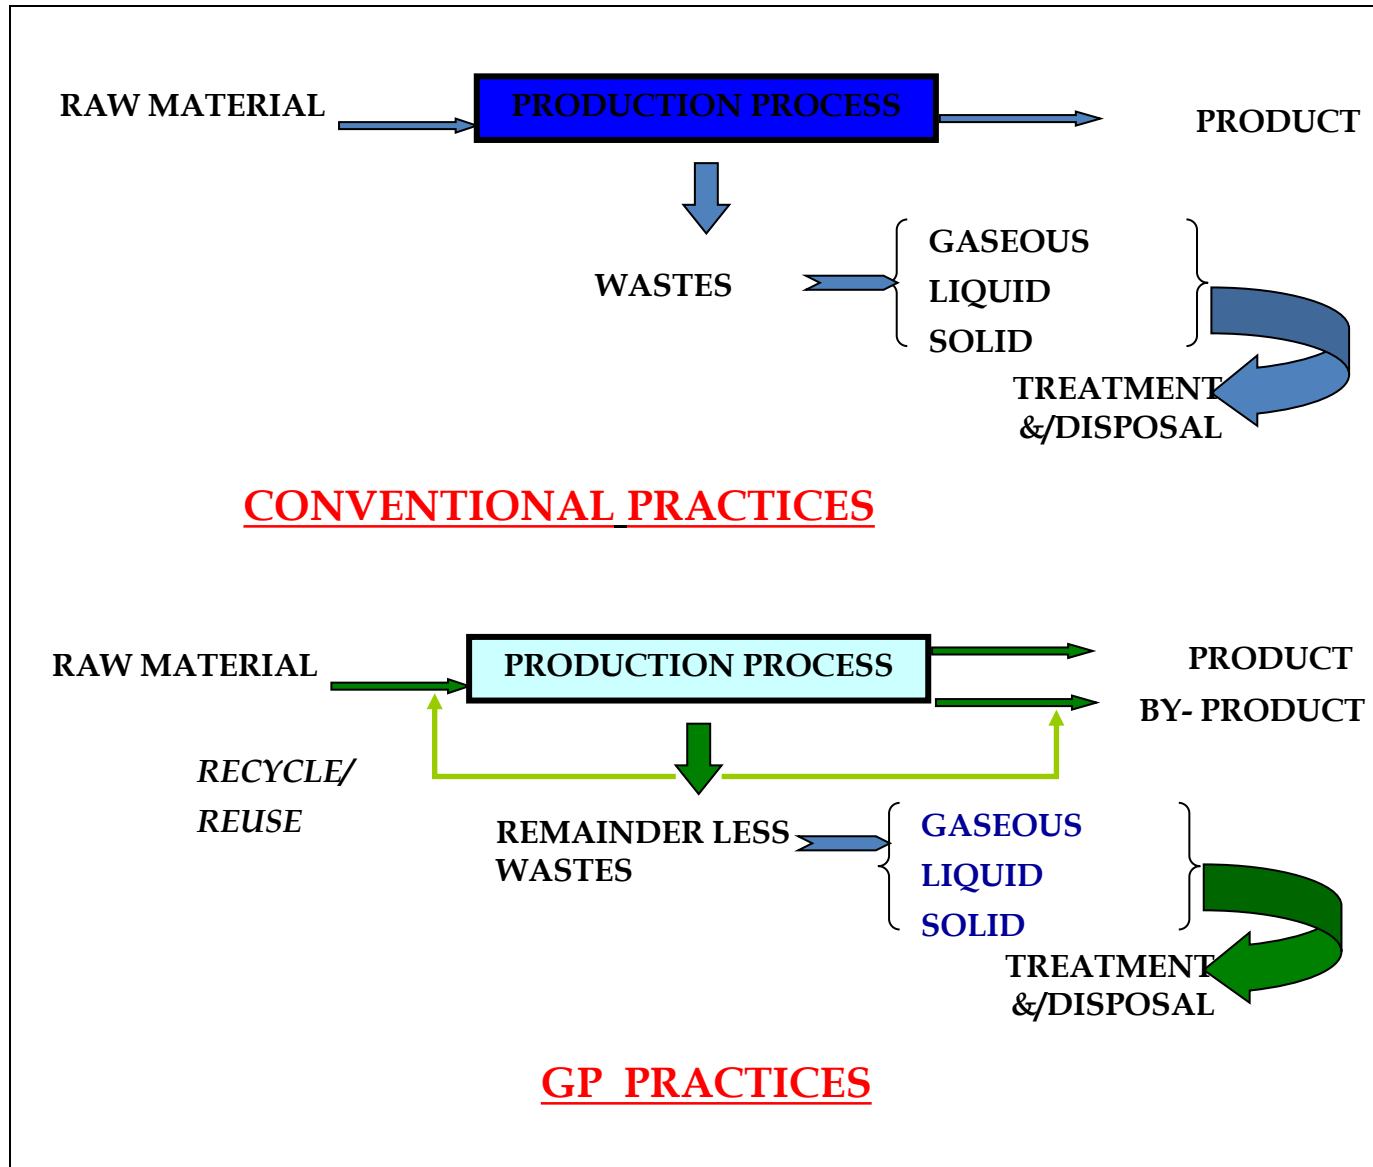 RAW MATERIAL
PRODUCTION PROCESS
PRODUCT
WASTES
GASEOUS
LIQUID
SOLID
TREATMENT
&/DISPOSAL
CONVENTIONAL PRACTICES
RAW MATERIAL
PRODUCTION PROCESS
PRODUCT
BY- PRODUCT
RECYCLE/
REUSE
REMAINDER LESS
WASTES
GASEOUS
LIQUID
SOLID
TREATMENT
&/DISPOSAL
GP PRACTICES